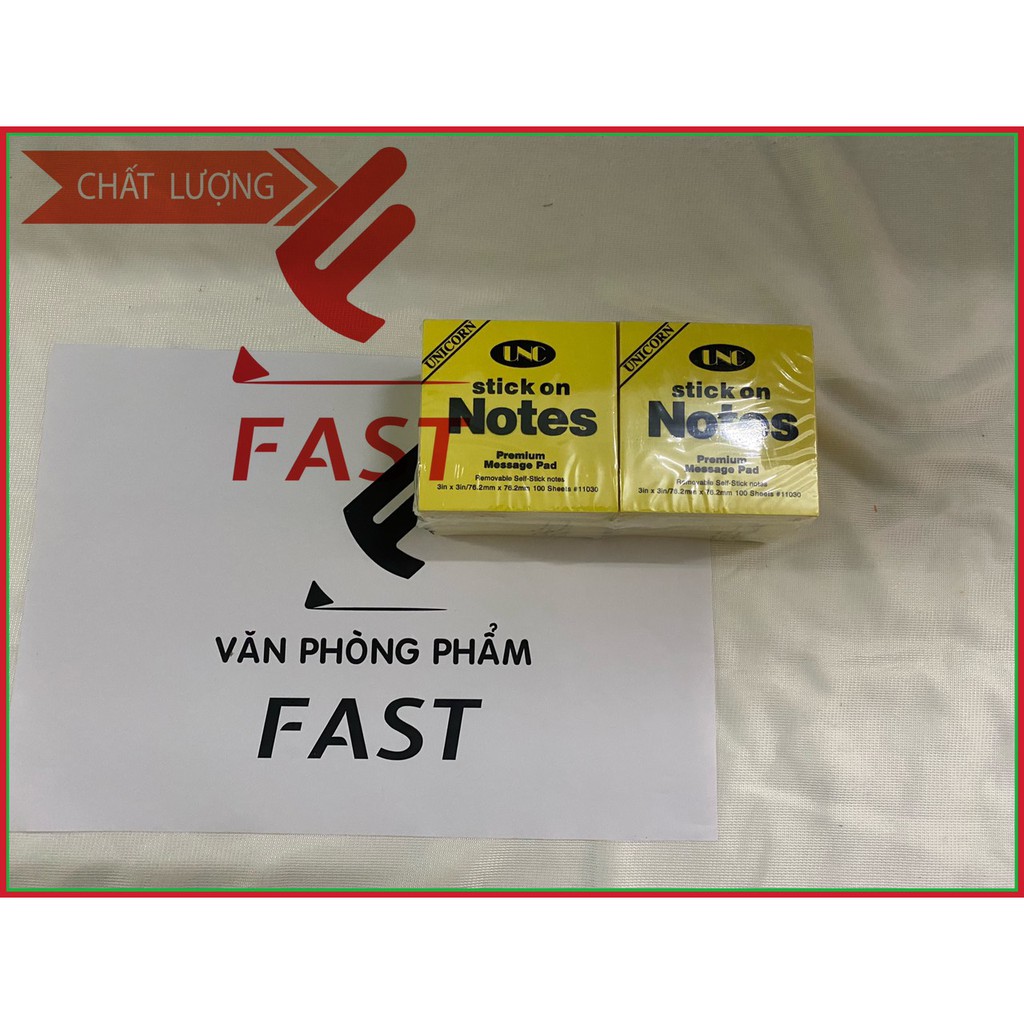 CHẤT LƯỢNG
FAST
UNICORN
UNC
stick on
Notes
Premium
Message Pad
Removable Self-Stick notes
3in x 3in/76.2mm x 76.2mm 100 Sheets #11030
UNICORN
UNC
stick on
Notes
Premium
Message Pad
Removable Self-Stick notes
3in x 3in/76.2mm x 76.2mm 100 Sheets #11030
VĂN PHÒNG PHẨM
FAST